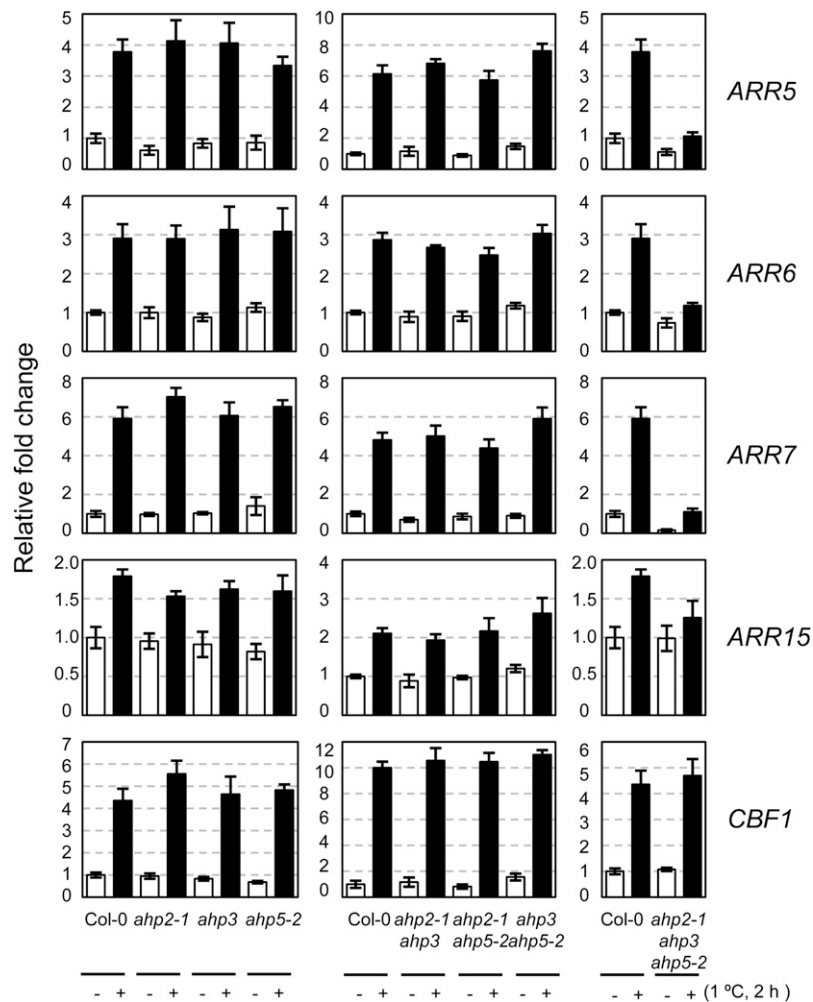 Relative fold change
5 4 3 2 1 0
10 8 6 4 2 0
5 4 3 2 1 0
ARR5
4 3 2 1 0
4 3 2 1 0
4 3 2 1 0
ARR6
8 6 4 2 0
8 6 4 2 0
8 6 4 2 0
ARR7
2.0 1.5 1.0 0.5 0
4 3 2 1 0
2.0 1.5 1.0 0.5 0
ARR15
7 6 5 4 3 2 1 0
12 10 8 6 4 2 0
6 5 4 3 2 1 0
CBF1
Col-0 ahp2-1 ahp3 ahp5-2
Col-0 ahp2-1 ahp2-1 ahp3
ahp3 ahp5-2 ahp5-2
Col-0 ahp2-1
ahp3
ahp5-2
- + - + - + - + - + - + - + - + - + - + (1 ºC, 2 h)